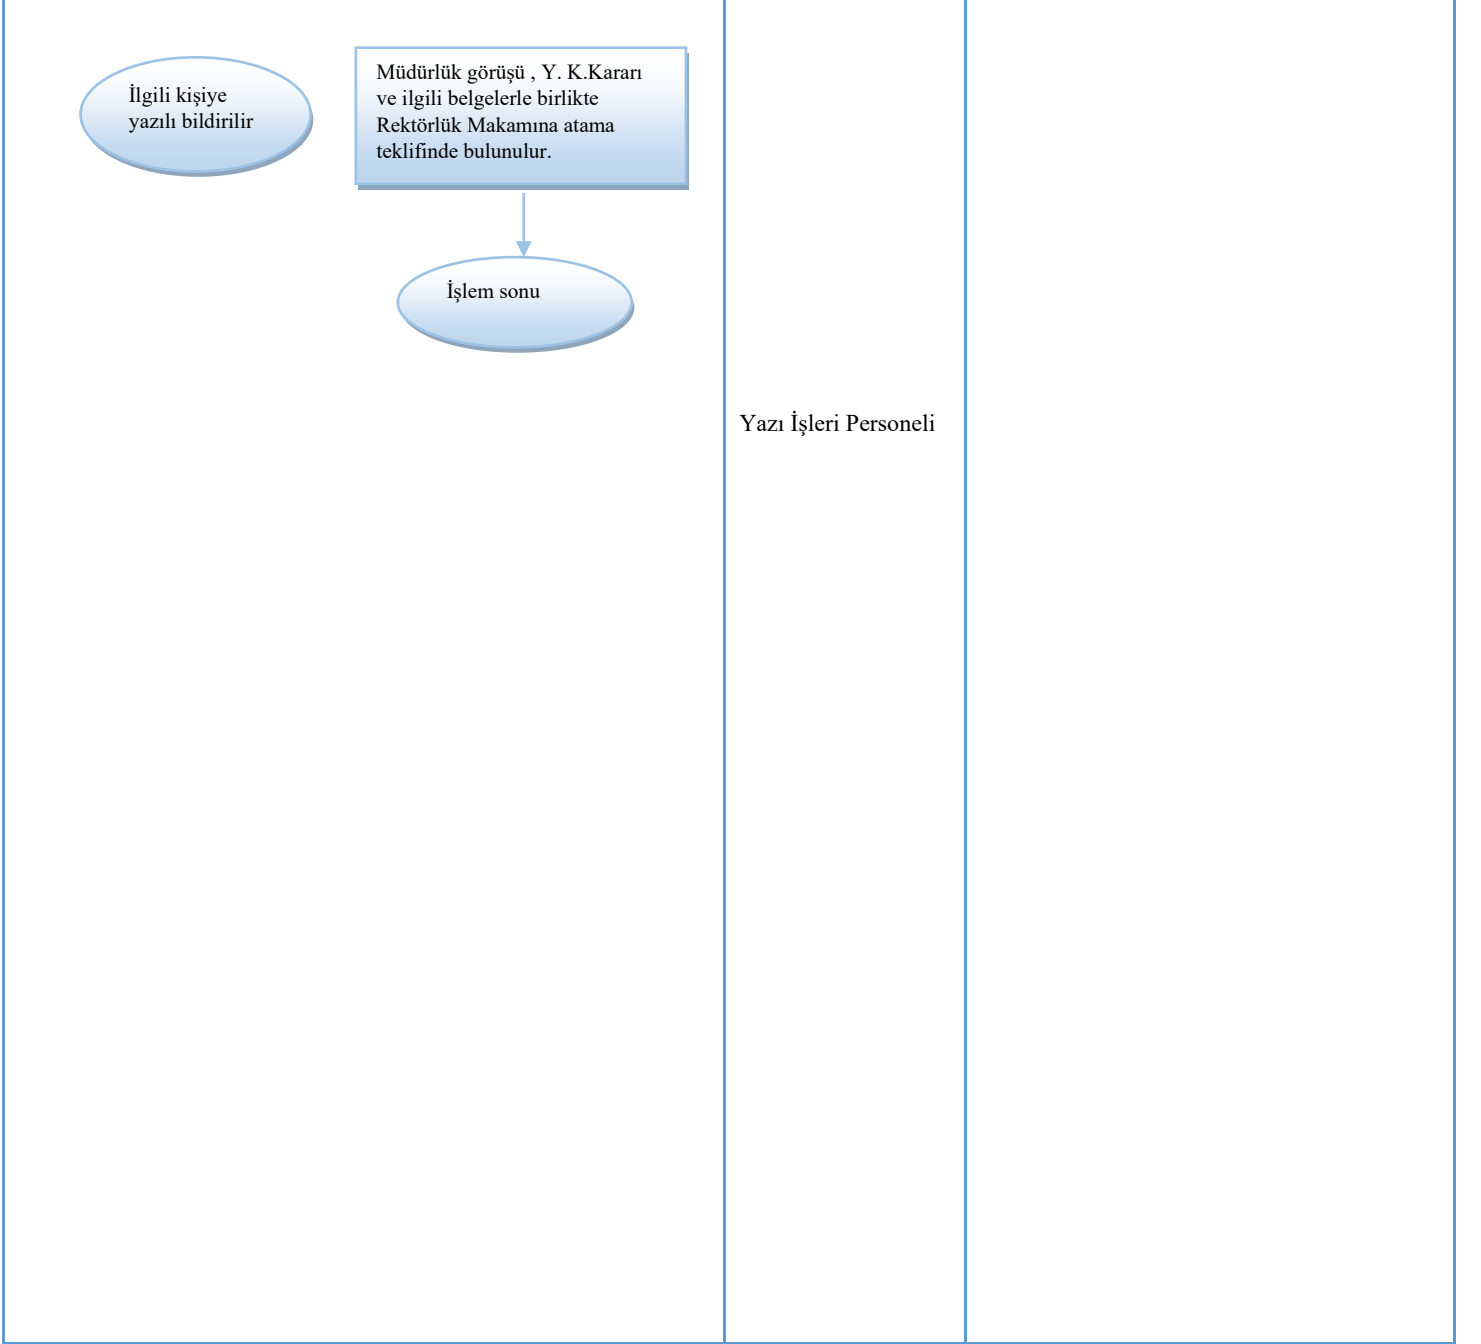 İlgili kişiye
yazılı bildirilir
Müdürlük görüşü , Y. K.Kararı
ve ilgili belgelerle birlikte
Rektörlük Makamına atama
teklifinde bulunulur.
İşlem sonu
Yazı İşleri Personeli